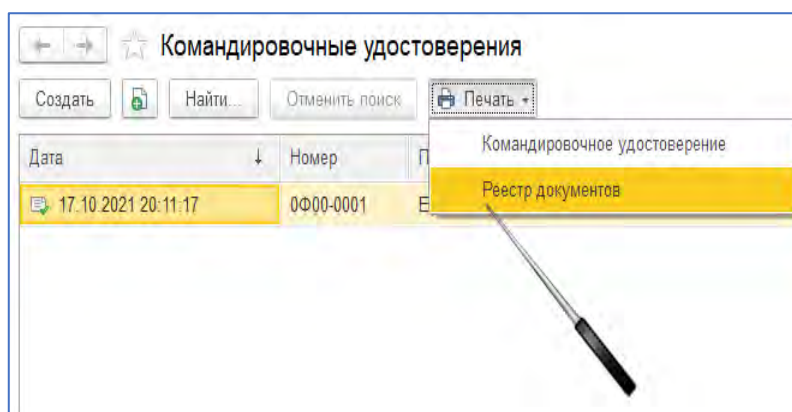 Командировочные удостоверения
Создать Найти... Отменить поиск Печать
Командировочное удостоверение
Дата Номер П
Реестр документов
17.10.2021 20:11:17 0Ф00-0001 Е